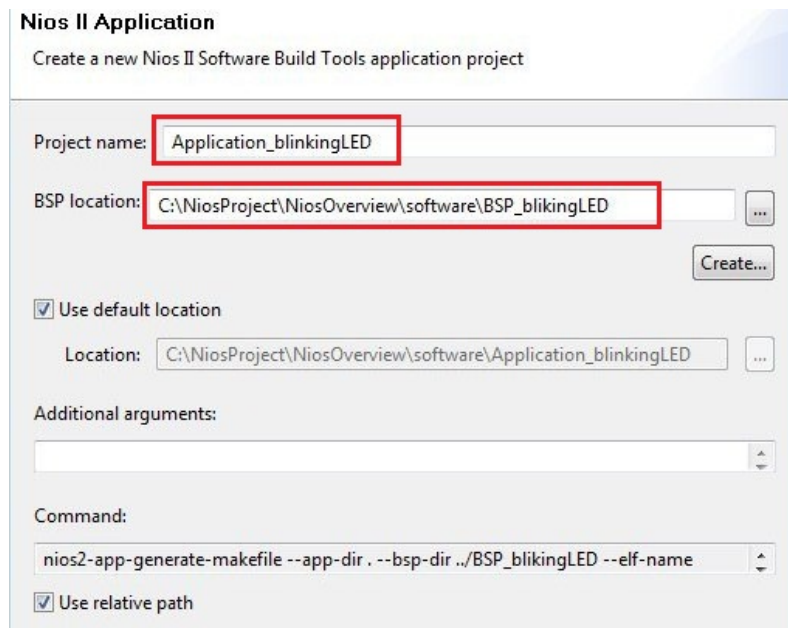 Nios II Application
Create a new Nios II Software Build Tools application project
Project name: Application_blinkingLED
BSP location: C:\NiosProject\NiosOverview\software\BSP_blikingLED ...
Create...
Use default location
Location: C:\NiosProject\NiosOverview\software\Application_blinkingLED ...
Additional arguments:
Command:
nios2-app-generate-makefile --app-dir . --bsp-dir ../BSP_blikingLED --elf-name
Use relative path